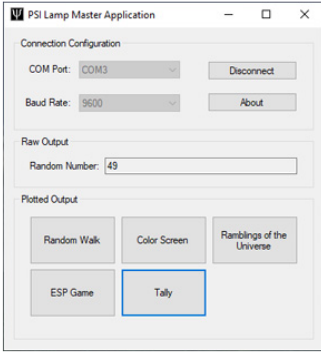 PSI Lamp Master Application
Connection Configuration
COM Port: COM3 Disconnect
Baud Rate: 9600 About
Raw Output
Random Number: 49
Plotted Output
Random Walk Color Screen Ramblings of the
Universe
ESP Game Tally